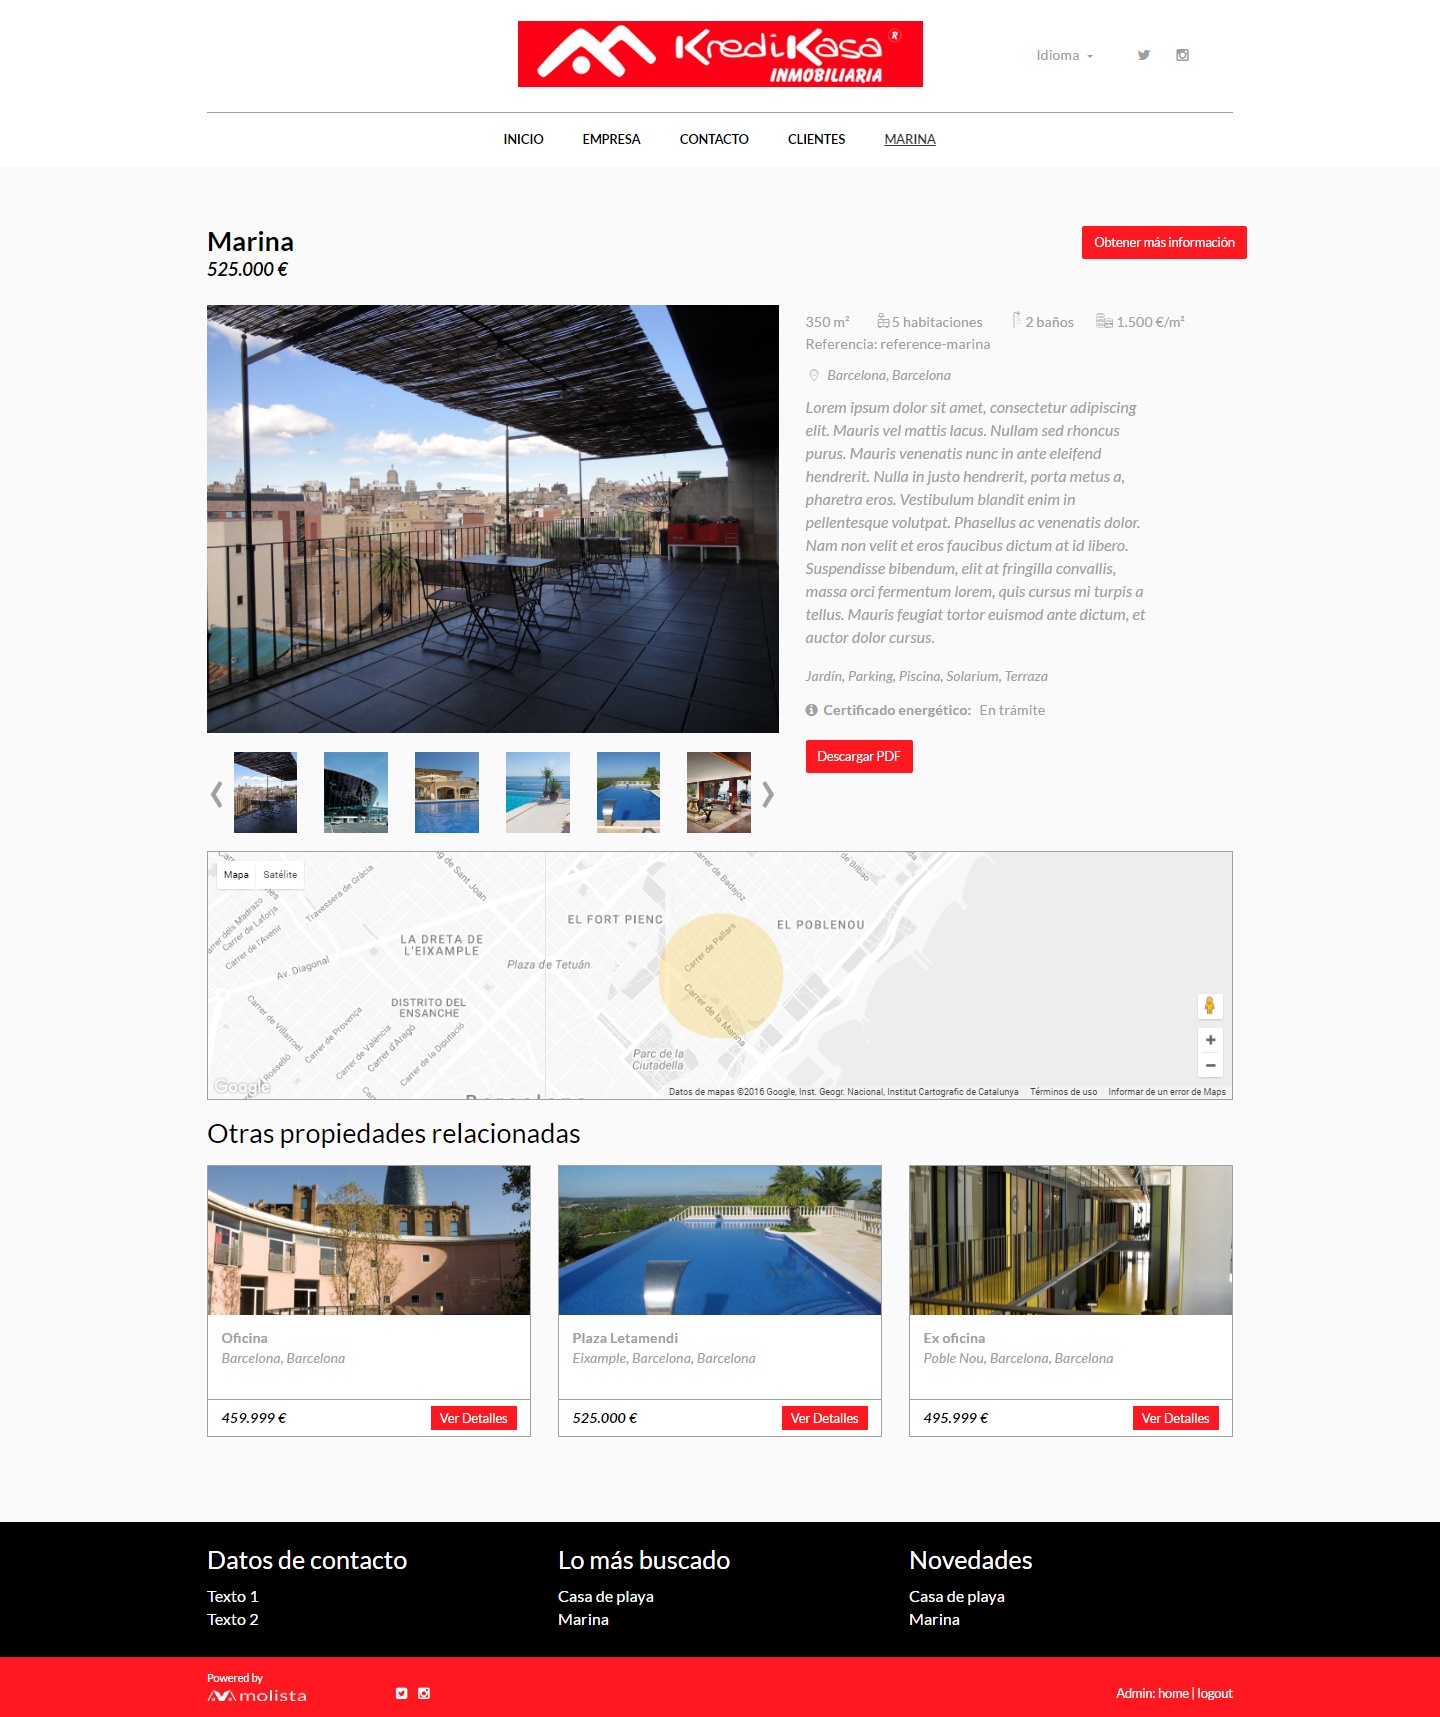 KrediKasa ®
INMOBILIARIA
Idioma
INICIO EMPRESA CONTACTO CLIENTES MARINA
Marina
525.000 €
Obtener más información
350 m² 5 habitaciones 2 baños 1.500 €/m²
Referencia: reference-marina
Barcelona, Barcelona
Lorem ipsum dolor sit amet, consectetur adipiscing
elit. Mauris vel mattis lacus. Nullam sed rhoncus
purus. Mauris venenatis nunc in ante eleifend
hendrerit. Nulla in justo hendrerit, porta metus a,
pharetra eros. Vestibulum blandit enim in
pellentesque volutpat. Phasellus ac venenatis dolor.
Nam non velit et eros faucibus dictum at id libero.
Suspendisse bibendum, elit at fringilla convallis,
massa orci fermentum lorem, quis cursus mi turpis a
tellus. Mauris feugiat tortor euismod ante dictum, et
auctor dolor cursus.
Jardín, Parking, Piscina, Solarium, Terraza
Certificado energético: En trámite
Descargar PDF
Mapa Satélite
Travessera de Gràcia
Carrer de Laforja
Carrer de l'Avenir
Av. Diagonal
LA DRETA DE
L'EIXAMPLE
Plaza de Tetuán
EL FORT PIENC
Carrer de Badajoz
EL POBLENOU
Carrer de Pallars
Carrer de la Marina
DISTRITO DEL
ENSANCHE
Carrer de Villarroel
Carrer de Provença
Carrer de València
Carrer d'Aragó
Carrer de la Diputació
Parc de la
Ciutadella
Google
Barcelona
Datos de mapas ©2016 Google, Inst. Geogr. Nacional, Institut Cartogràfic de Catalunya Términos de uso Informar de un error de Maps
Otras propiedades relacionadas
Oficina
Barcelona, Barcelona
459.999 € Ver Detalles
Plaza Letamendi
Eixample, Barcelona, Barcelona
525.000 € Ver Detalles
Ex oficina
Poble Nou, Barcelona, Barcelona
495.999 € Ver Detalles
Datos de contacto
Texto 1
Texto 2
Lo más buscado
Casa de playa
Marina
Novedades
Casa de playa
Marina
Powered by
molista
Admin: home | logout